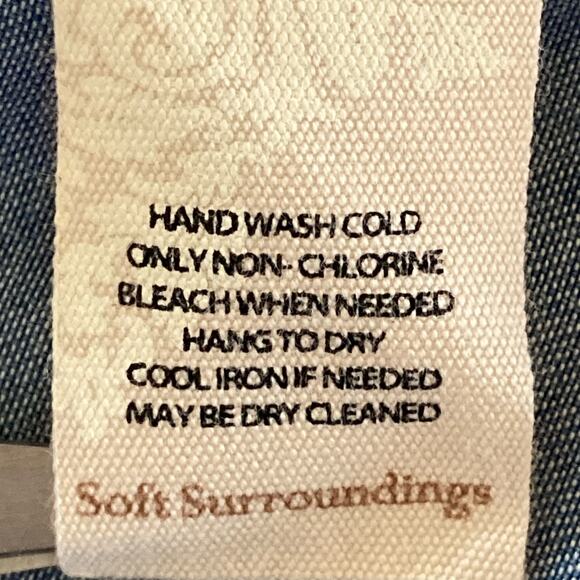 HAND WASH COLD
ONLY NON- CHLORINE
BLEACH WHEN NEEDED
HANG TO DRY
COOL IRON IF NEEDED
MAY BE DRY CLEANED
Soft Surroundings